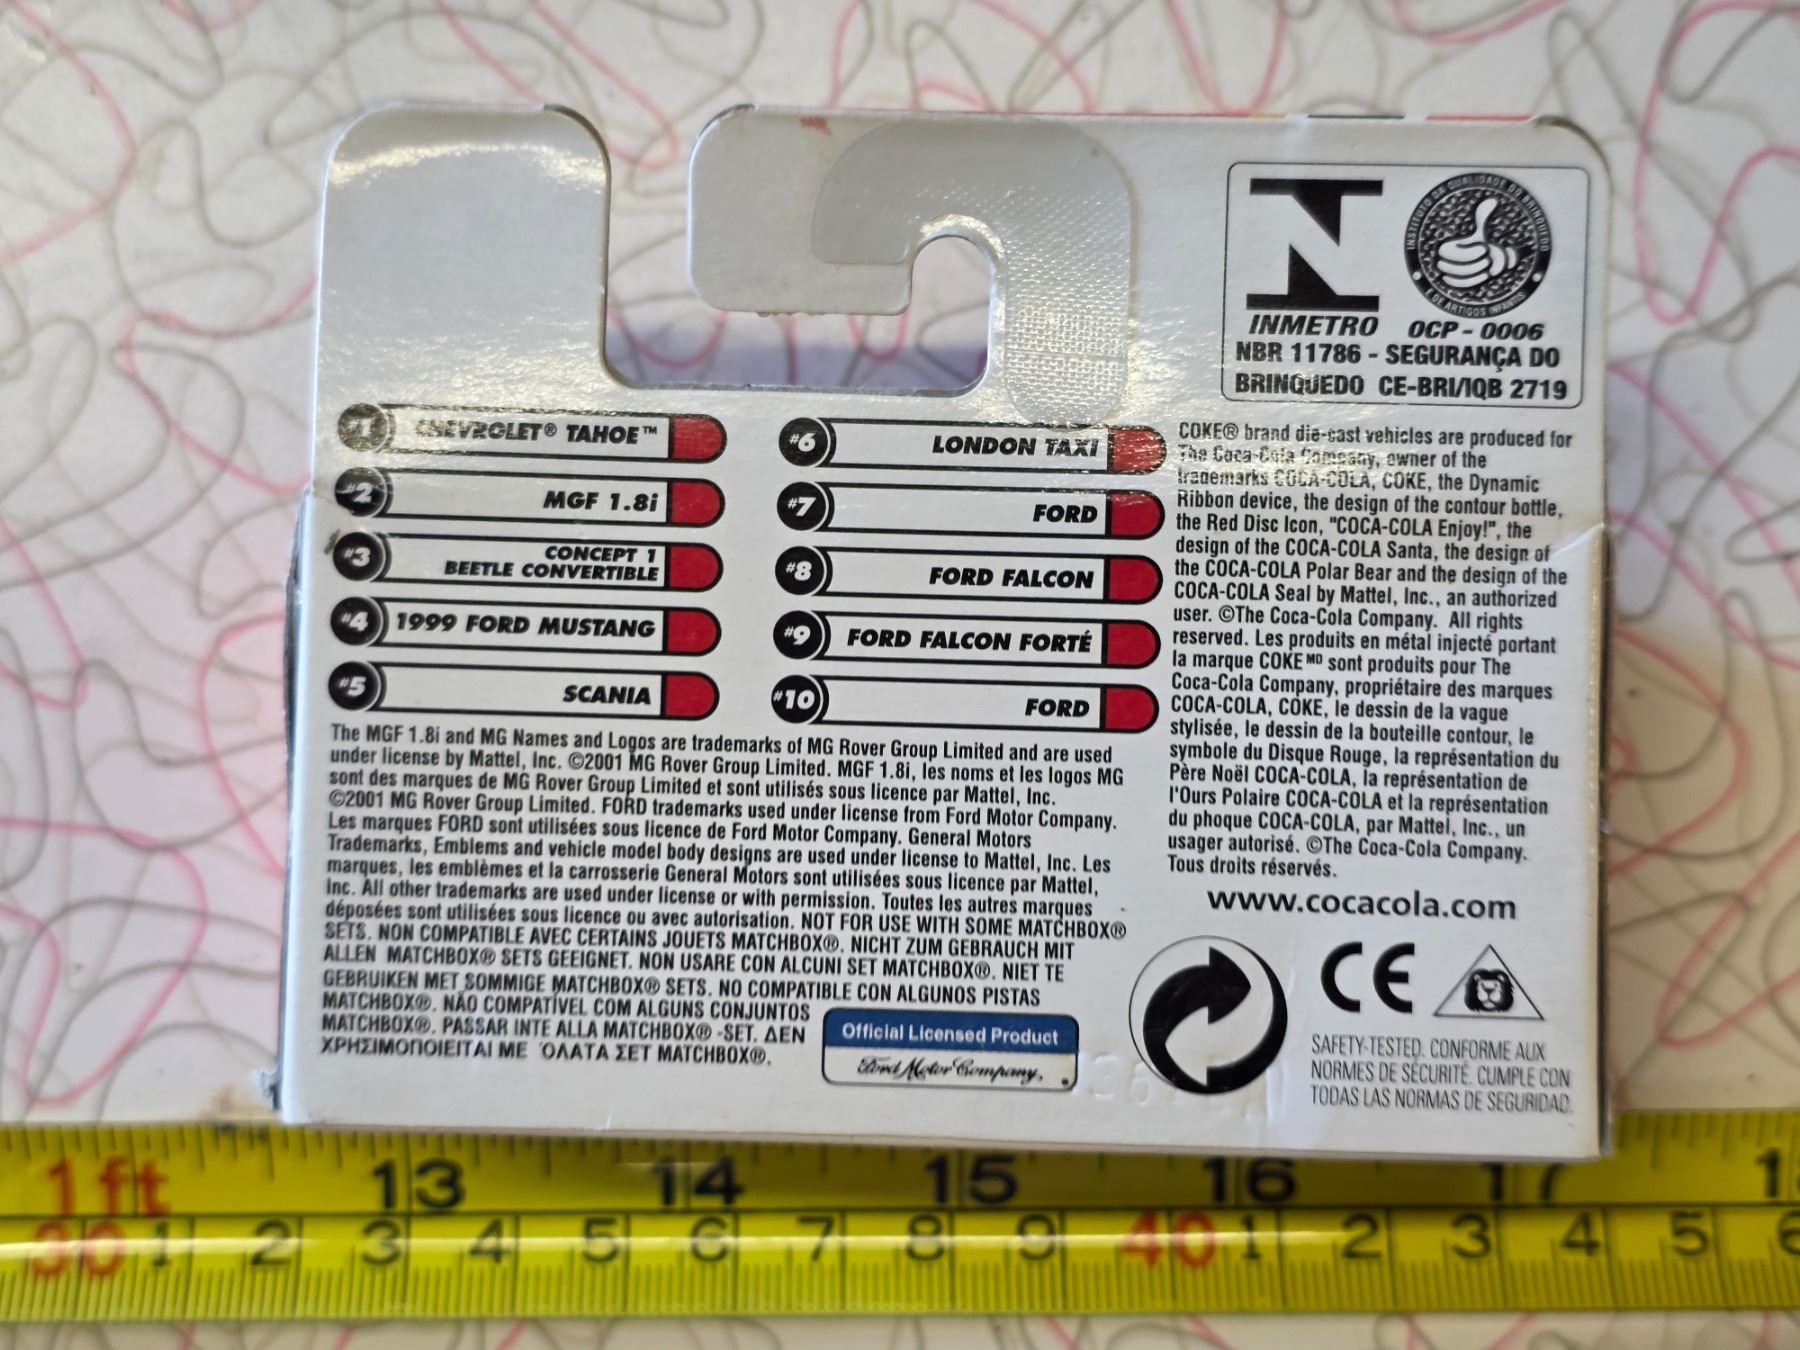 INSTITUTO DA QUALIDADE DO BRINQUEDO
E DE ARTIGOS INFANTIS
INMETRO OCP - 0006
NBR 11786 - SEGURANÇA DO
BRINQUEDO CE-BRI/IQB 2719
#1 CHEVROLET® TAHOE™
#2 MGF 1.8i
#3 CONCEPT 1
BEETLE CONVERTIBLE
#4 1999 FORD MUSTANG
#5 SCANIA
#6 LONDON TAXI
#7 FORD
#8 FORD FALCON
#9 FORD FALCON FORTÉ
#10 FORD
The MGF 1.8i and MG Names and Logos are trademarks of MG Rover Group Limited and are used
under license by Mattel, Inc. ©2001 MG Rover Group Limited. MGF 1.8i, les noms et les logos MG
sont des marques de MG Rover Group Limited et sont utilisés sous licence par Mattel, Inc.
©2001 MG Rover Group Limited. FORD trademarks used under license from Ford Motor Company.
Les marques FORD sont utilisées sous licence de Ford Motor Company. General Motors
Trademarks, Emblems and vehicle model body designs are used under license to Mattel, Inc. Les
marques, les emblèmes et la carrosserie General Motors sont utilisées sous licence par Mattel,
Inc. All other trademarks are used under license or with permission. Toutes les autres marques
déposées sont utilisées sous licence ou avec autorisation. NOT FOR USE WITH SOME MATCHBOX®
SETS. NON COMPATIBLE AVEC CERTAINS JOUETS MATCHBOX®. NICHT ZUM GEBRAUCH MIT
ALLEN MATCHBOX® SETS GEEIGNET. NON USARE CON ALCUNI SET MATCHBOX®. NIET TE
GEBRUIKEN MET SOMMIGE MATCHBOX® SETS. NO COMPATIBLE CON ALGUNOS PISTAS
MATCHBOX®. NÃO COMPATÍVEL COM ALGUNS CONJUNTOS
MATCHBOX®. PASSAR INTE ALLA MATCHBOX® -SET. ΔΕΝ
ΧΡΗΣΙΜΟΠΟΙΕΙΤΑΙ ΜΕ ΌΛΑΤΑ ΣΕΤ MATCHBOX®.
Official Licensed Product
Ford Motor Company.
COKE® brand die-cast vehicles are produced for
The Coca-Cola Company, owner of the
trademarks COCA-COLA, COKE, the Dynamic
Ribbon device, the design of the contour bottle,
the Red Disc Icon, "COCA-COLA Enjoy!", the
design of the COCA-COLA Santa, the design of
the COCA-COLA Polar Bear and the design of the
COCA-COLA Seal by Mattel, Inc., an authorized
user. ©The Coca-Cola Company. All rights
reserved. Les produits en métal injecté portant
la marque COKE MD sont produits pour The
Coca-Cola Company, propriétaire des marques
COCA-COLA, COKE, le dessin de la vague
stylisée, le dessin de la bouteille contour, le
symbole du Disque Rouge, la représentation du
Père Noël COCA-COLA, la représentation de
l'Ours Polaire COCA-COLA et la représentation
du phoque COCA-COLA, par Mattel, Inc., un
usager autorisé. ©The Coca-Cola Company.
Tous droits réservés.
www.cocacola.com
CE
SAFETY-TESTED. CONFORME AUX
NORMES DE SÉCURITÉ. CUMPLE CON
TODAS LAS NORMAS DE SEGURIDAD.
1ft 13 14 15 16 17
30 1 2 3 4 5 6 7 8 9 40 1 2 3 4 5 6